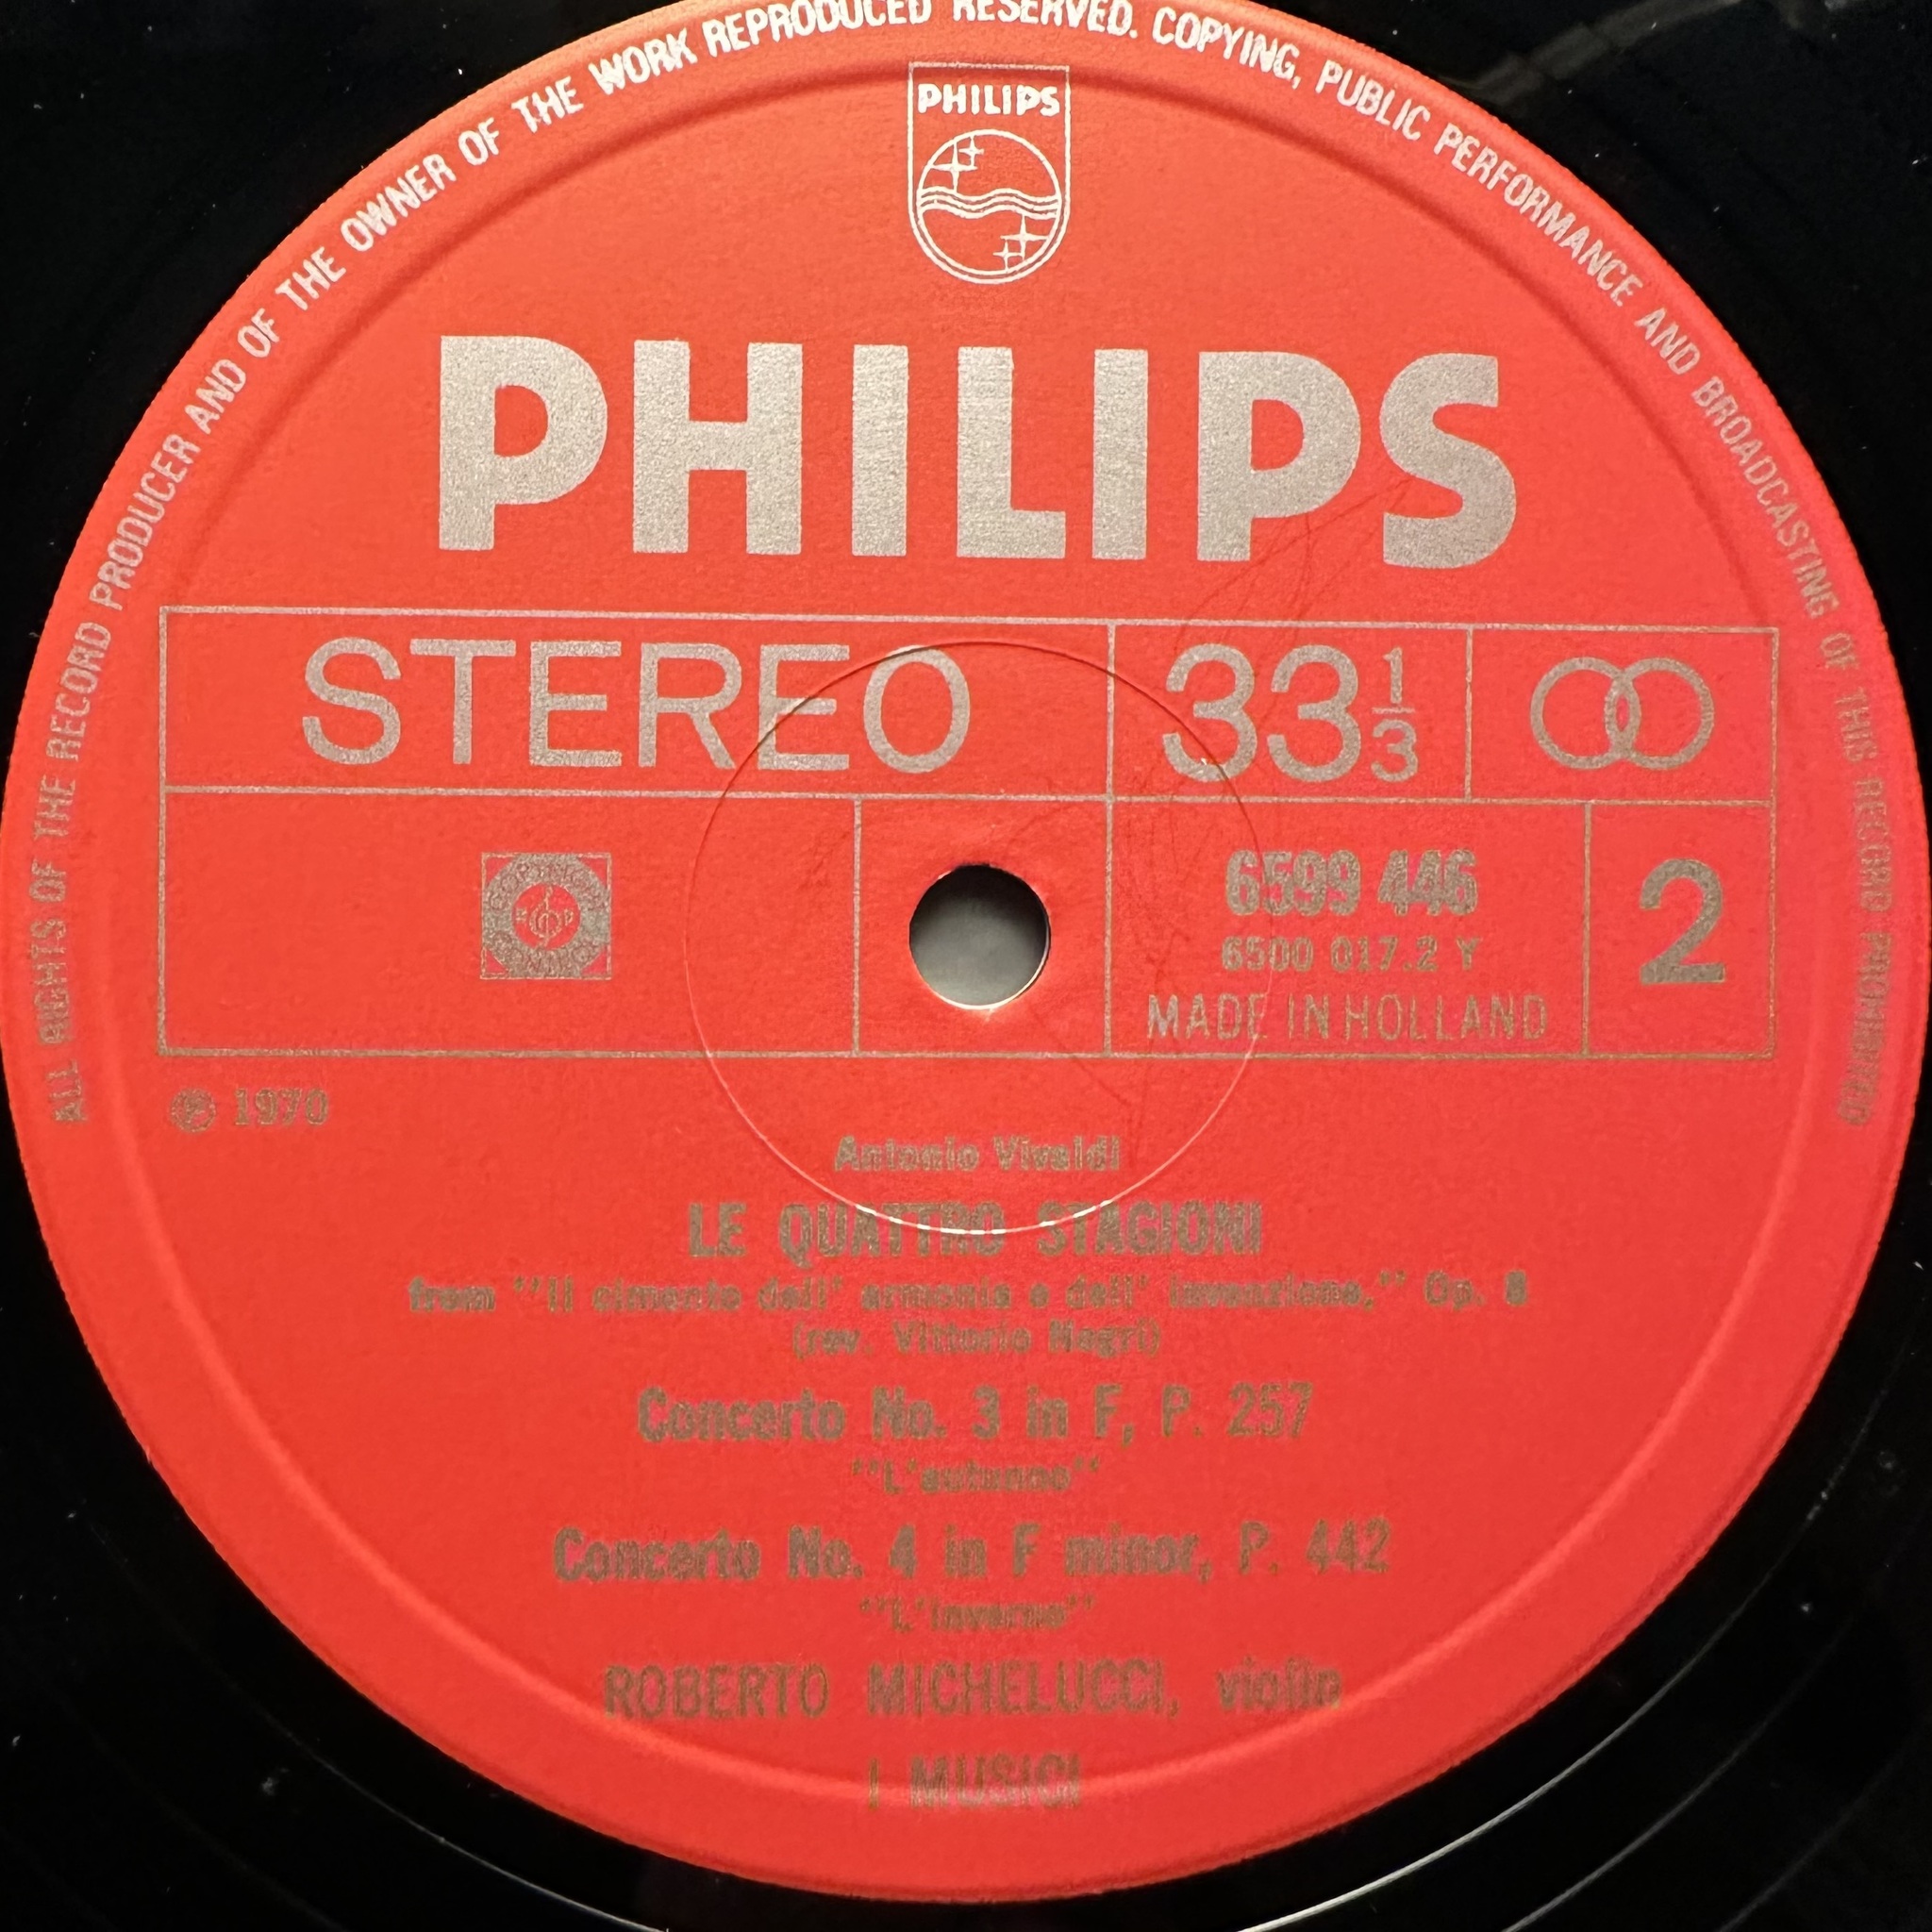 ALL RIGHTS OF THE RECORD PRODUCER AND OF THE OWNER OF THE WORK REPRODUCED RESERVED. COPYING, PUBLIC PERFORMANCE AND BROADCASTING OF THIS RECORD PROHIBITED
PHILIPS
PHILIPS
STEREO 33 1/3
6599 446
6500 017.2 Y
MADE IN HOLLAND
2
℗ 1970
Antonio Vivaldi
LE QUATTRO STAGIONI
from "Il cimento dell' armonia e dell' invenzione," Op. 8
(rev. Vittorio Negri)
Concerto No. 3 in F, P. 257
"L'autunno"
Concerto No. 4 in F minor, P. 442
"L'inverno"
ROBERTO MICHELUCCI, violin
I MUSICI